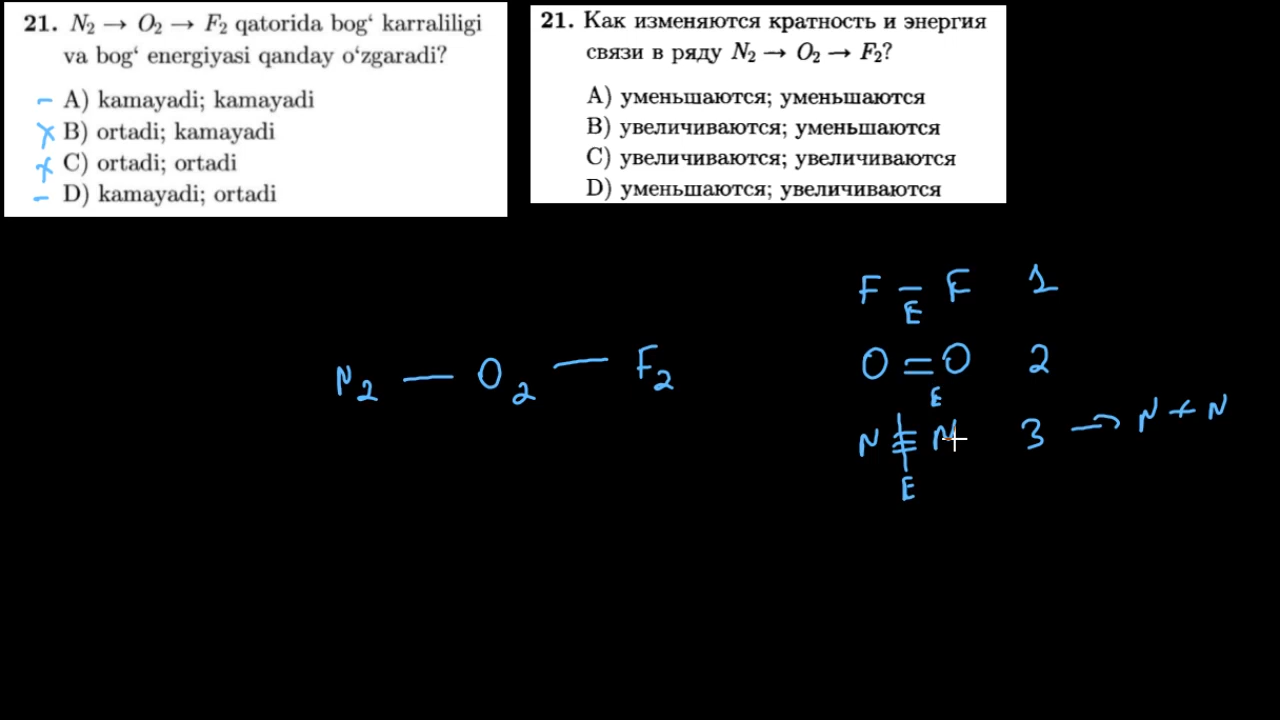 21. N₂ → O₂ → F₂ qatorida bog‘ karraliligi
va bog‘ energiyasi qanday o‘zgaradi?
A) kamayadi; kamayadi
B) ortadi; kamayadi
C) ortadi; ortadi
D) kamayadi; ortadi
21. Как изменяются кратность и энергия
связи в ряду N₂ → O₂ → F₂?
A) уменьшаются; уменьшаются
B) увеличиваются; уменьшаются
C) увеличиваются; увеличиваются
D) уменьшаются; увеличиваются
F – F 1
E
O = O 2
E
N ≡ N 3 → N + N
E
N₂ — O₂ — F₂